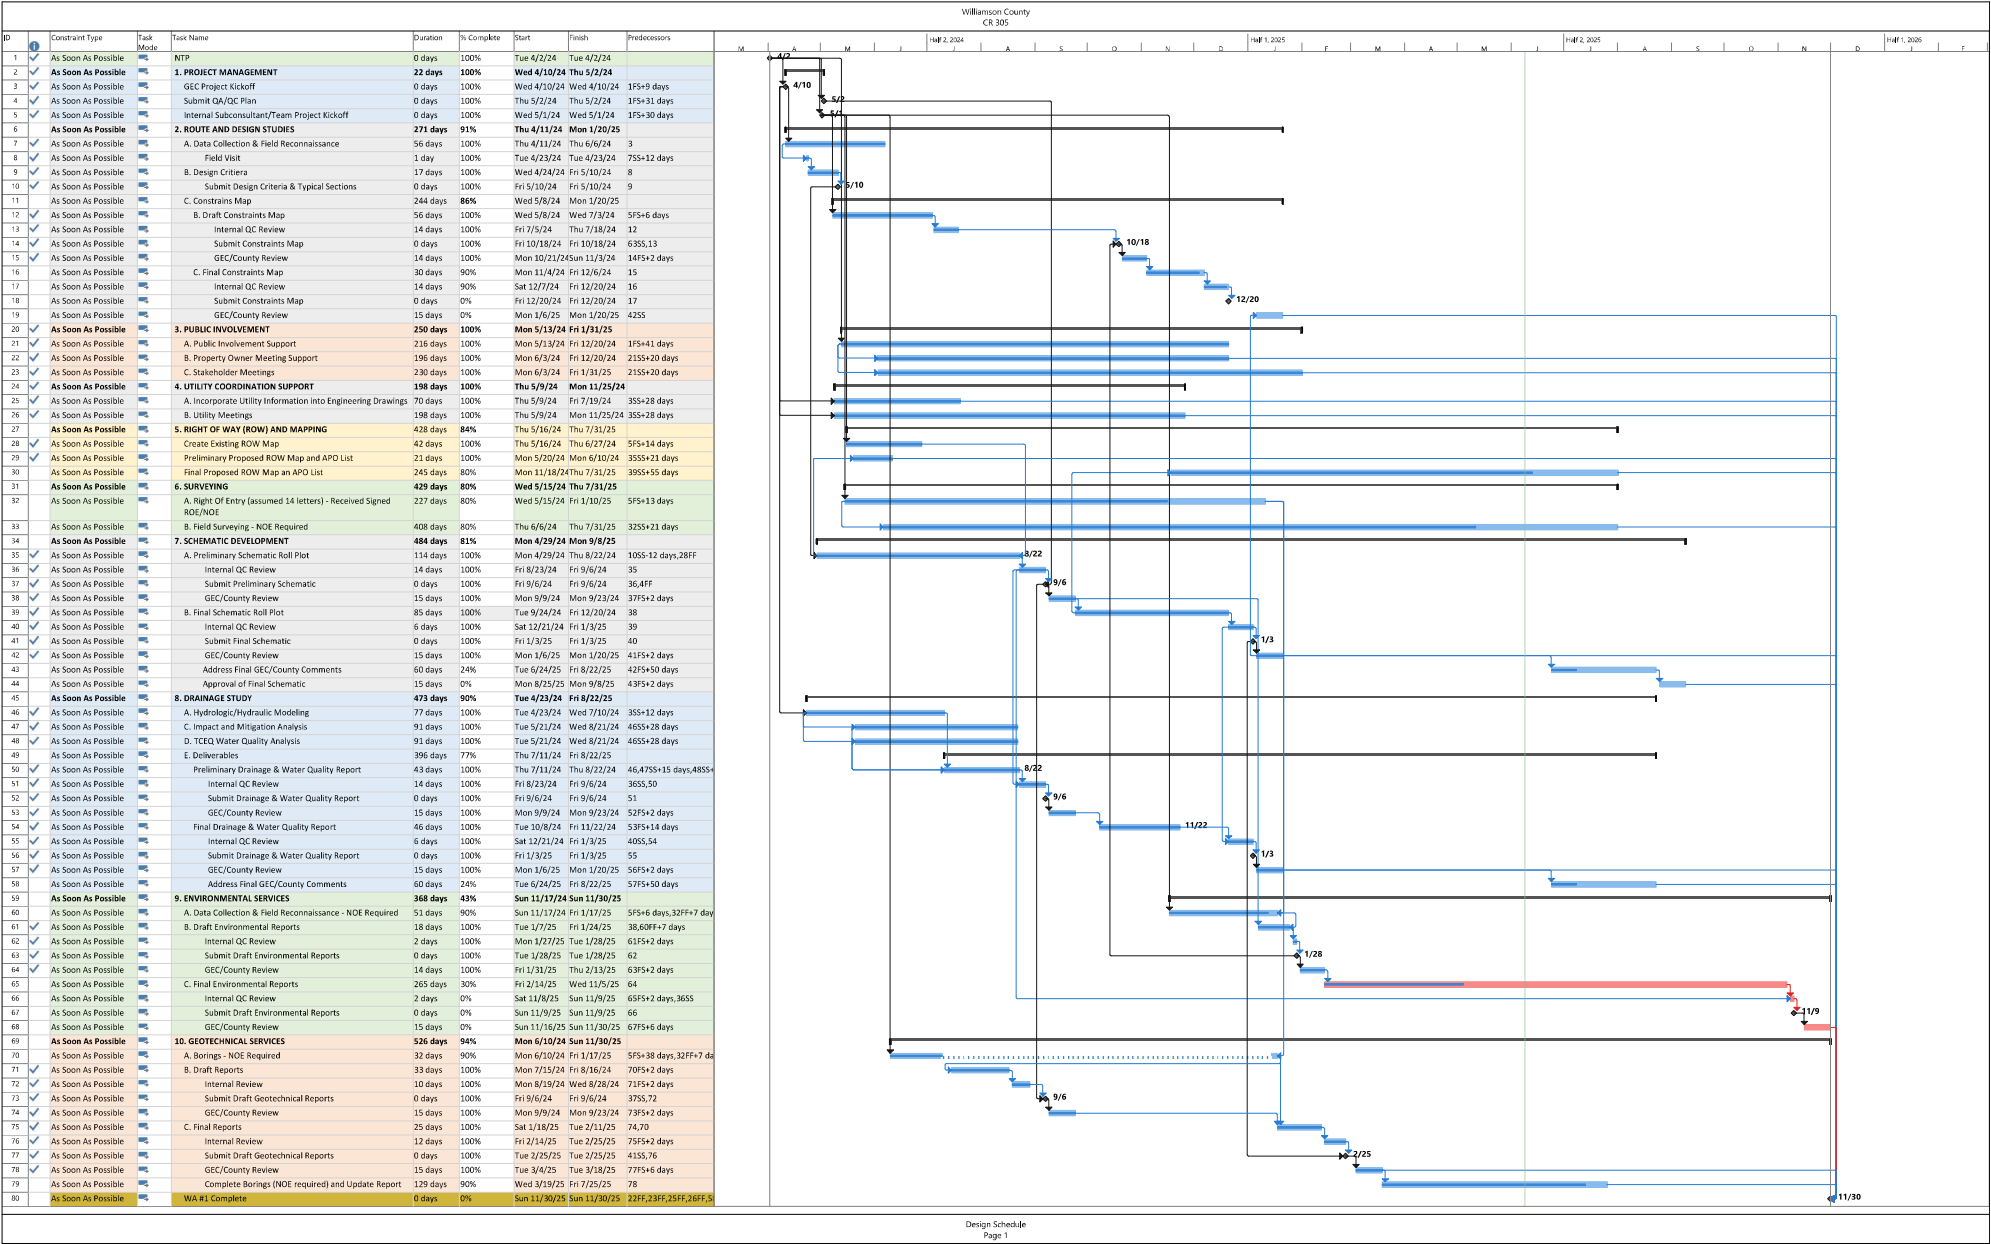 Williamson County
CR 305
ID Constraint Type Task Mode Task Name Duration % Complete Start Finish Predecessors
M A M J Half 2, 2024 A S O N D Half 1, 2025 F M A M J Half 2, 2025 A S O N D Half 1, 2026 F
1 As Soon As Possible NTP 0 days 100% Tue 4/2/24 Tue 4/2/24
2 As Soon As Possible 1. PROJECT MANAGEMENT 22 days 100% Wed 4/10/24 Thu 5/2/24
3 As Soon As Possible GEC Project Kickoff 0 days 100% Wed 4/10/24 Wed 4/10/24 1FS+9 days 4/10
4 As Soon As Possible Submit QA/QC Plan 0 days 100% Thu 5/2/24 Thu 5/2/24 1FS+31 days 5/2
5 As Soon As Possible Internal Subconsultant/Team Project Kickoff 0 days 100% Wed 5/1/24 Wed 5/1/24 1FS+30 days 5/1
6 As Soon As Possible 2. ROUTE AND DESIGN STUDIES 271 days 91% Thu 4/11/24 Mon 1/20/25
7 As Soon As Possible A. Data Collection & Field Reconnaissance 56 days 100% Thu 4/11/24 Thu 6/6/24 3
8 As Soon As Possible Field Visit 1 day 100% Tue 4/23/24 Tue 4/23/24 7SS+12 days
9 As Soon As Possible B. Design Critiera 17 days 100% Wed 4/24/24 Fri 5/10/24 8
10 As Soon As Possible Submit Design Criteria & Typical Sections 0 days 100% Fri 5/10/24 Fri 5/10/24 9 5/10
11 As Soon As Possible C. Constrains Map 244 days 86% Wed 5/8/24 Mon 1/20/25
12 As Soon As Possible B. Draft Constraints Map 56 days 100% Wed 5/8/24 Wed 7/3/24 5FS+6 days
13 As Soon As Possible Internal QC Review 14 days 100% Fri 7/5/24 Thu 7/18/24 12
14 As Soon As Possible Submit Constraints Map 0 days 100% Fri 10/18/24 Fri 10/18/24 63SS,13 10/18
15 As Soon As Possible GEC/County Review 14 days 100% Mon 10/21/24 Sun 11/3/24 14FS+2 days
16 As Soon As Possible C. Final Constraints Map 30 days 90% Mon 11/4/24 Fri 12/6/24 15
17 As Soon As Possible Internal QC Review 14 days 90% Sat 12/7/24 Fri 12/20/24 16
18 As Soon As Possible Submit Constraints Map 0 days 0% Fri 12/20/24 Fri 12/20/24 17 12/20
19 As Soon As Possible GEC/County Review 15 days 0% Mon 1/6/25 Mon 1/20/25 42SS
20 As Soon As Possible 3. PUBLIC INVOLVEMENT 250 days 100% Mon 5/13/24 Fri 1/31/25
21 As Soon As Possible A. Public Involvement Support 216 days 100% Mon 5/13/24 Fri 12/20/24 1FS+41 days
22 As Soon As Possible B. Property Owner Meeting Support 196 days 100% Mon 6/3/24 Fri 12/20/24 21SS+20 days
23 As Soon As Possible C. Stakeholder Meetings 230 days 100% Mon 6/3/24 Fri 1/31/25 21SS+20 days
24 As Soon As Possible 4. UTILITY COORDINATION SUPPORT 198 days 100% Thu 5/9/24 Mon 11/25/24
25 As Soon As Possible A. Incorporate Utility Information into Engineering Drawings 70 days 100% Thu 5/9/24 Fri 7/19/24 3SS+28 days
26 As Soon As Possible B. Utility Meetings 198 days 100% Thu 5/9/24 Mon 11/25/24 3SS+28 days
27 As Soon As Possible 5. RIGHT OF WAY (ROW) AND MAPPING 428 days 84% Thu 5/16/24 Thu 7/31/25
28 As Soon As Possible Create Existing ROW Map 42 days 100% Thu 5/16/24 Thu 6/27/24 5FS+14 days
29 As Soon As Possible Preliminary Proposed ROW Map and APO List 21 days 100% Mon 5/20/24 Mon 6/10/24 35SS+21 days
30 As Soon As Possible Final Proposed ROW Map an APO List 245 days 80% Mon 11/18/24 Thu 7/31/25 39SS+55 days
31 As Soon As Possible 6. SURVEYING 429 days 80% Wed 5/15/24 Thu 7/31/25
32 As Soon As Possible A. Right Of Entry (assumed 14 letters) - Received Signed ROE/NOE 227 days 80% Wed 5/15/24 Fri 1/10/25 5FS+13 days
33 As Soon As Possible B. Field Surveying - NOE Required 408 days 80% Thu 6/6/24 Thu 7/31/25 32SS+21 days
34 As Soon As Possible 7. SCHEMATIC DEVELOPMENT 484 days 81% Mon 4/29/24 Mon 9/8/25
35 As Soon As Possible A. Preliminary Schematic Roll Plot 114 days 100% Mon 4/29/24 Thu 8/22/24 10SS-12 days,28FF 8/22
36 As Soon As Possible Internal QC Review 14 days 100% Fri 8/23/24 Fri 9/6/24 35
37 As Soon As Possible Submit Preliminary Schematic 0 days 100% Fri 9/6/24 Fri 9/6/24 36,4FF 9/6
38 As Soon As Possible GEC/County Review 15 days 100% Mon 9/9/24 Mon 9/23/24 37FS+2 days
39 As Soon As Possible B. Final Schematic Roll Plot 85 days 100% Tue 9/24/24 Fri 12/20/24 38
40 As Soon As Possible Internal QC Review 6 days 100% Sat 12/21/24 Fri 1/3/25 39
41 As Soon As Possible Submit Final Schematic 0 days 100% Fri 1/3/25 Fri 1/3/25 40 1/3
42 As Soon As Possible GEC/County Review 15 days 100% Mon 1/6/25 Mon 1/20/25 41FS+2 days
43 As Soon As Possible Address Final GEC/County Comments 60 days 24% Tue 6/24/25 Fri 8/22/25 42FS+50 days
44 As Soon As Possible Approval of Final Schematic 15 days 0% Mon 8/25/25 Mon 9/8/25 43FS+2 days
45 As Soon As Possible 8. DRAINAGE STUDY 473 days 90% Tue 4/23/24 Fri 8/22/25
46 As Soon As Possible A. Hydrologic/Hydraulic Modeling 77 days 100% Tue 4/23/24 Wed 7/10/24 3SS+12 days
47 As Soon As Possible C. Impact and Mitigation Analysis 91 days 100% Tue 5/21/24 Wed 8/21/24 46SS+28 days
48 As Soon As Possible D. TCEQ Water Quality Analysis 91 days 100% Tue 5/21/24 Wed 8/21/24 46SS+28 days
49 As Soon As Possible E. Deliverables 396 days 77% Thu 7/11/24 Fri 8/22/25
50 As Soon As Possible Preliminary Drainage & Water Quality Report 43 days 100% Thu 7/11/24 Thu 8/22/24 46,47SS+15 days,48SS+ 8/22
51 As Soon As Possible Internal QC Review 14 days 100% Fri 8/23/24 Fri 9/6/24 36SS,50
52 As Soon As Possible Submit Drainage & Water Quality Report 0 days 100% Fri 9/6/24 Fri 9/6/24 51 9/6
53 As Soon As Possible GEC/County Review 15 days 100% Mon 9/9/24 Mon 9/23/24 52FS+2 days
54 As Soon As Possible Final Drainage & Water Quality Report 46 days 100% Tue 10/8/24 Fri 11/22/24 53FS+14 days 11/22
55 As Soon As Possible Internal QC Review 6 days 100% Sat 12/21/24 Fri 1/3/25 40SS,54
56 As Soon As Possible Submit Drainage & Water Quality Report 0 days 100% Fri 1/3/25 Fri 1/3/25 55 1/3
57 As Soon As Possible GEC/County Review 15 days 100% Mon 1/6/25 Mon 1/20/25 56FS+2 days
58 As Soon As Possible Address Final GEC/County Comments 60 days 24% Tue 6/24/25 Fri 8/22/25 57FS+50 days
59 As Soon As Possible 9. ENVIRONMENTAL SERVICES 368 days 43% Sun 11/17/24 Sun 11/30/25
60 As Soon As Possible A. Data Collection & Field Reconnaissance - NOE Required 51 days 90% Sun 11/17/24 Fri 1/17/25 5FS+6 days,32FF+7 day
61 As Soon As Possible B. Draft Environmental Reports 18 days 100% Tue 1/7/25 Fri 1/24/25 38,60FF+7 days
62 As Soon As Possible Internal QC Review 2 days 100% Mon 1/27/25 Tue 1/28/25 61FS+2 days
63 As Soon As Possible Submit Draft Environmental Reports 0 days 100% Tue 1/28/25 Tue 1/28/25 62 1/28
64 As Soon As Possible GEC/County Review 14 days 100% Fri 1/31/25 Thu 2/13/25 63FS+2 days
65 As Soon As Possible C. Final Environmental Reports 265 days 30% Fri 2/14/25 Wed 11/5/25 64
66 As Soon As Possible Internal QC Review 2 days 0% Sat 11/8/25 Sun 11/9/25 65FS+2 days,36SS
67 As Soon As Possible Submit Draft Environmental Reports 0 days 0% Sun 11/9/25 Sun 11/9/25 66 11/9
68 As Soon As Possible GEC/County Review 15 days 0% Sun 11/16/25 Sun 11/30/25 67FS+6 days
69 As Soon As Possible 10. GEOTECHNICAL SERVICES 526 days 94% Mon 6/10/24 Sun 11/30/25
70 As Soon As Possible A. Borings - NOE Required 32 days 90% Mon 6/10/24 Fri 1/17/25 5FS+38 days,32FF+7 da
71 As Soon As Possible B. Draft Reports 33 days 100% Mon 7/15/24 Fri 8/16/24 70FS+2 days
72 As Soon As Possible Internal Review 10 days 100% Mon 8/19/24 Wed 8/28/24 71FS+2 days
73 As Soon As Possible Submit Draft Geotechnical Reports 0 days 100% Fri 9/6/24 Fri 9/6/24 37SS,72 9/6
74 As Soon As Possible GEC/County Review 15 days 100% Mon 9/9/24 Mon 9/23/24 73FS+2 days
75 As Soon As Possible C. Final Reports 25 days 100% Sat 1/18/25 Tue 2/11/25 74,70
76 As Soon As Possible Internal Review 12 days 100% Fri 2/14/25 Tue 2/25/25 75FS+2 days
77 As Soon As Possible Submit Draft Geotechnical Reports 0 days 100% Tue 2/25/25 Tue 2/25/25 41SS,76 2/25
78 As Soon As Possible GEC/County Review 15 days 100% Tue 3/4/25 Tue 3/18/25 77FS+6 days
79 As Soon As Possible Complete Borings (NOE required) and Update Report 129 days 90% Wed 3/19/25 Fri 7/25/25 78
80 As Soon As Possible WA #1 Complete 0 days 0% Sun 11/30/25 Sun 11/30/25 22FF,23FF,25FF,26FF,5 11/30
Design Schedule
Page 1